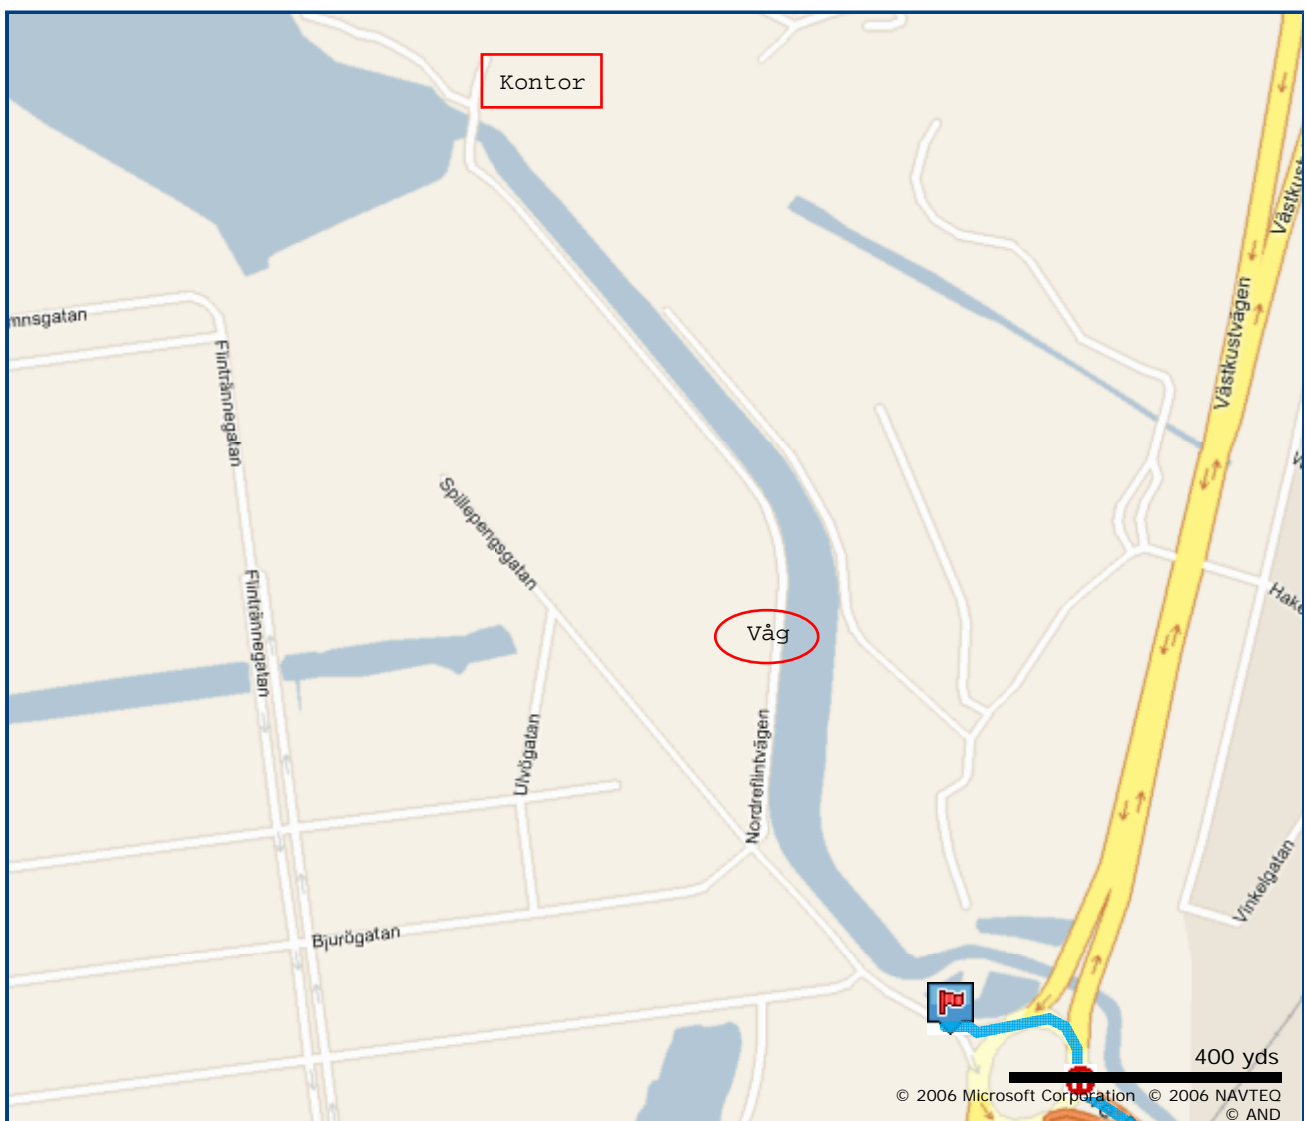 Kontor
Västkust
Västkustvägen
mnsgatan
Flintrännegatan
Spillepengsgatan
Flintrännegatan
Hake
Våg
Ulvögatan
Nordreflintvägen
Vinkelgatan
Bjurögatan
400 yds
© 2006 Microsoft Corporation © 2006 NAVTEQ
© AND